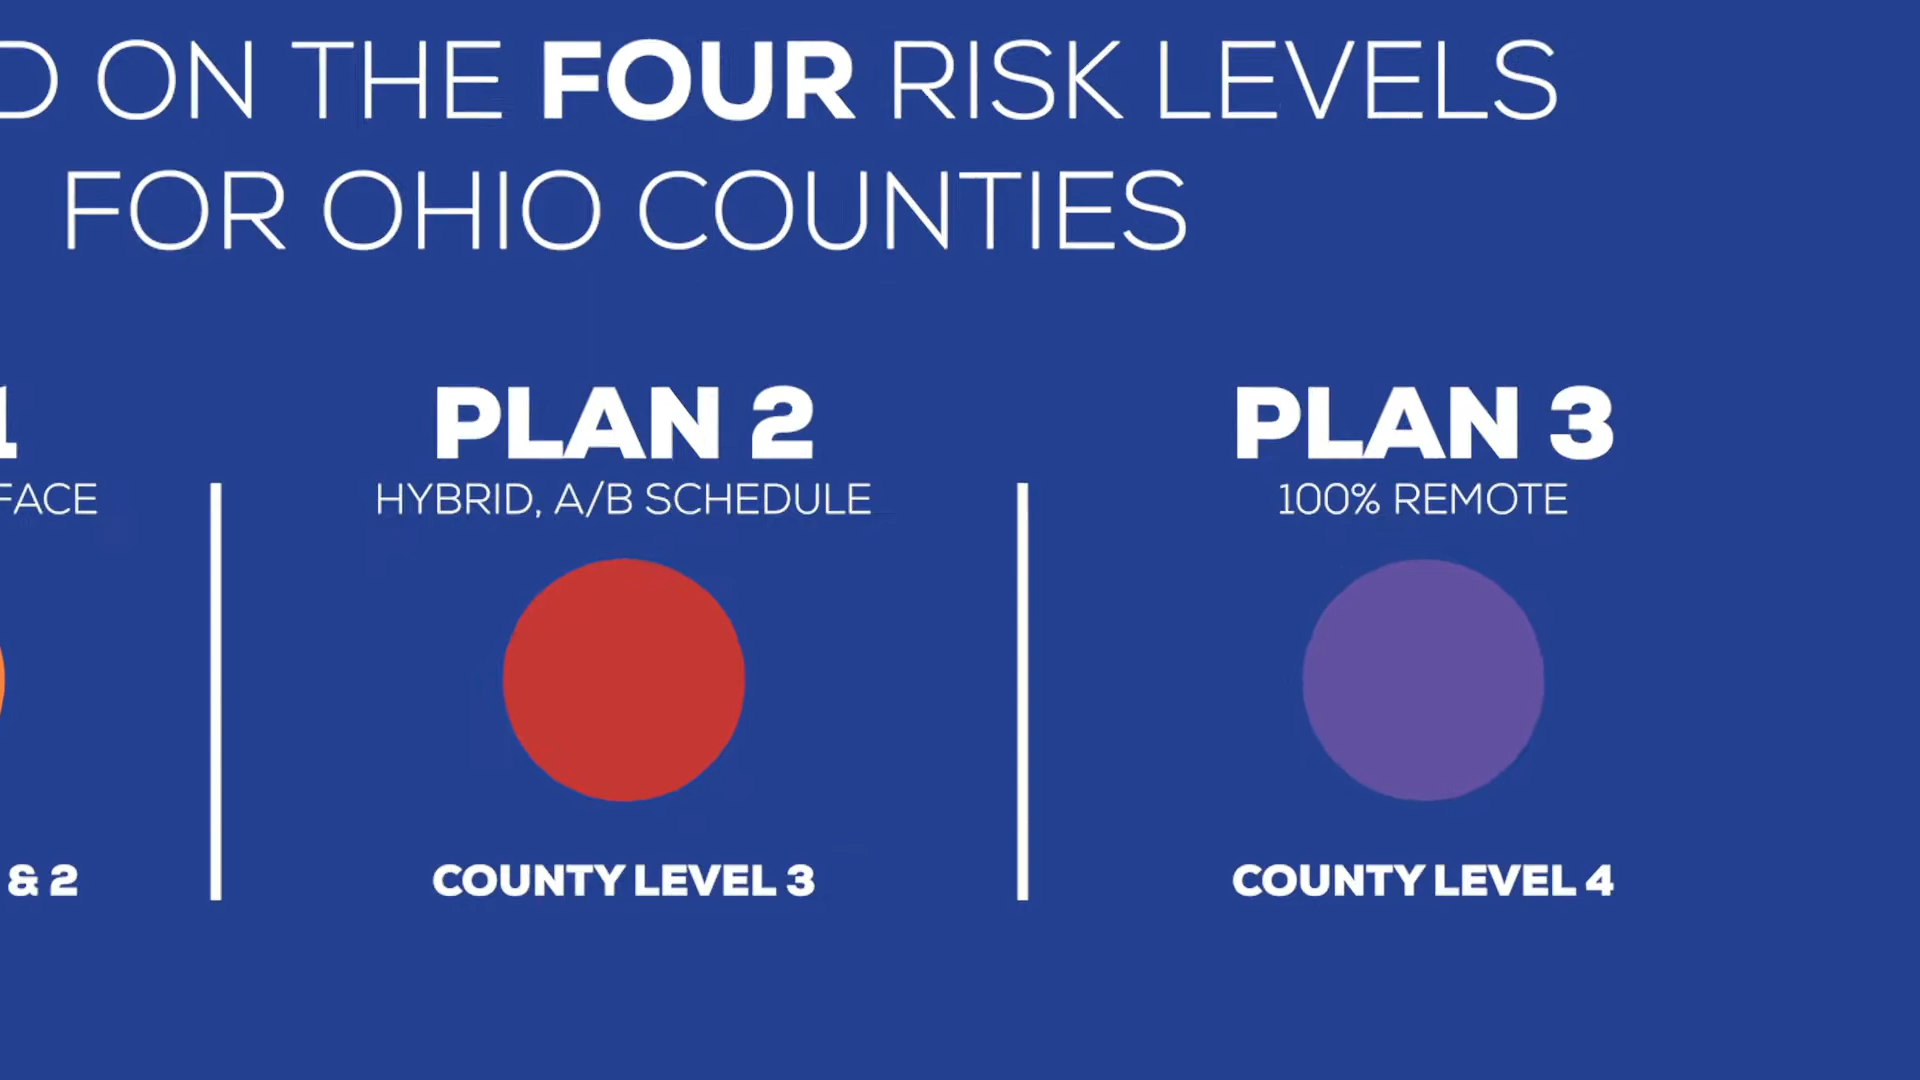 D ON THE FOUR RISK LEVELS
FOR OHIO COUNTIES
1
FACE
& 2
PLAN 2
HYBRID, A/B SCHEDULE
COUNTY LEVEL 3
PLAN 3
100% REMOTE
COUNTY LEVEL 4